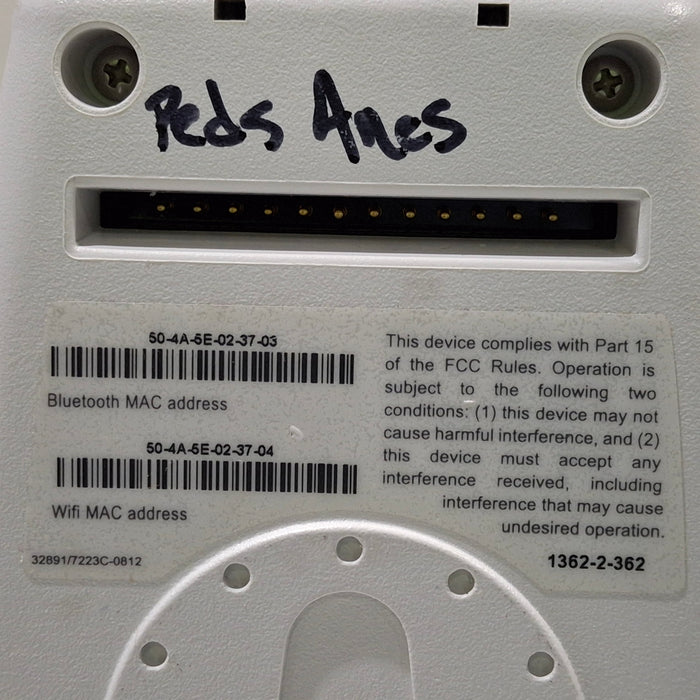 Peds Anes
50-4A-5E-02-37-03
Bluetooth MAC address
50-4A-5E-02-37-04
Wifi MAC address
32891/7223C-0812
This device complies with Part 15
of the FCC Rules. Operation is
subject to the following two
conditions: (1) this device may not
cause harmful interference, and (2)
this device must accept any
interference received, including
interference that may cause
undesired operation.
1362-2-362